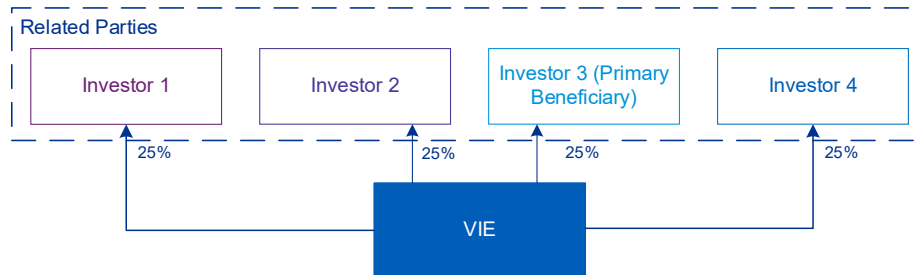 Related Parties
Investor 1
Investor 2
Investor 3 (Primary
Beneficiary)
Investor 4
25%
25%
25%
25%
VIE